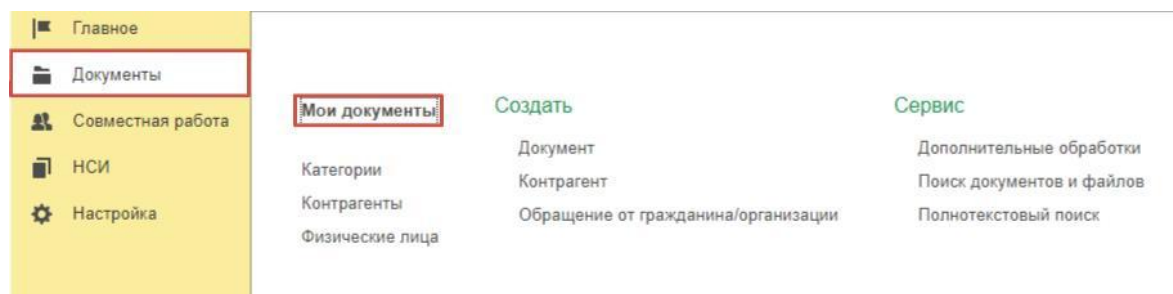 Главное
Документы
Совместная работа
НСИ
Настройка
Мои документы
Категории
Контрагенты
Физические лица
Создать
Документ
Контрагент
Обращение от гражданина/организации
Сервис
Дополнительные обработки
Поиск документов и файлов
Полнотекстовый поиск